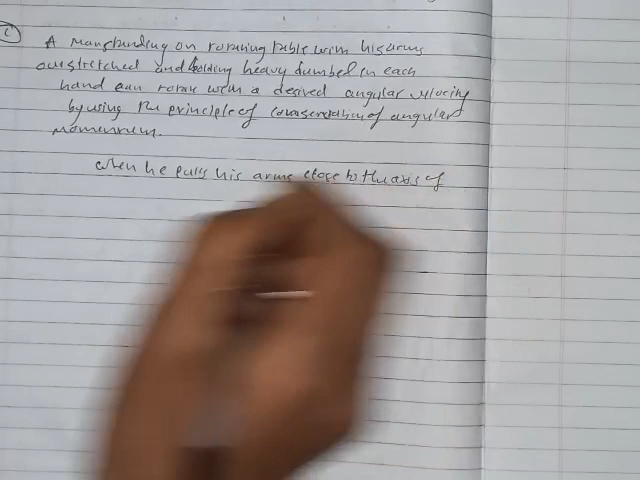 A man standing on rotating table with his arms
outstretched and holding heavy dumbel in each
hand can rotate with a desired angular velocity
by using the principle of conservation of angular
momentum.
when he pulls his arms close to the axis of